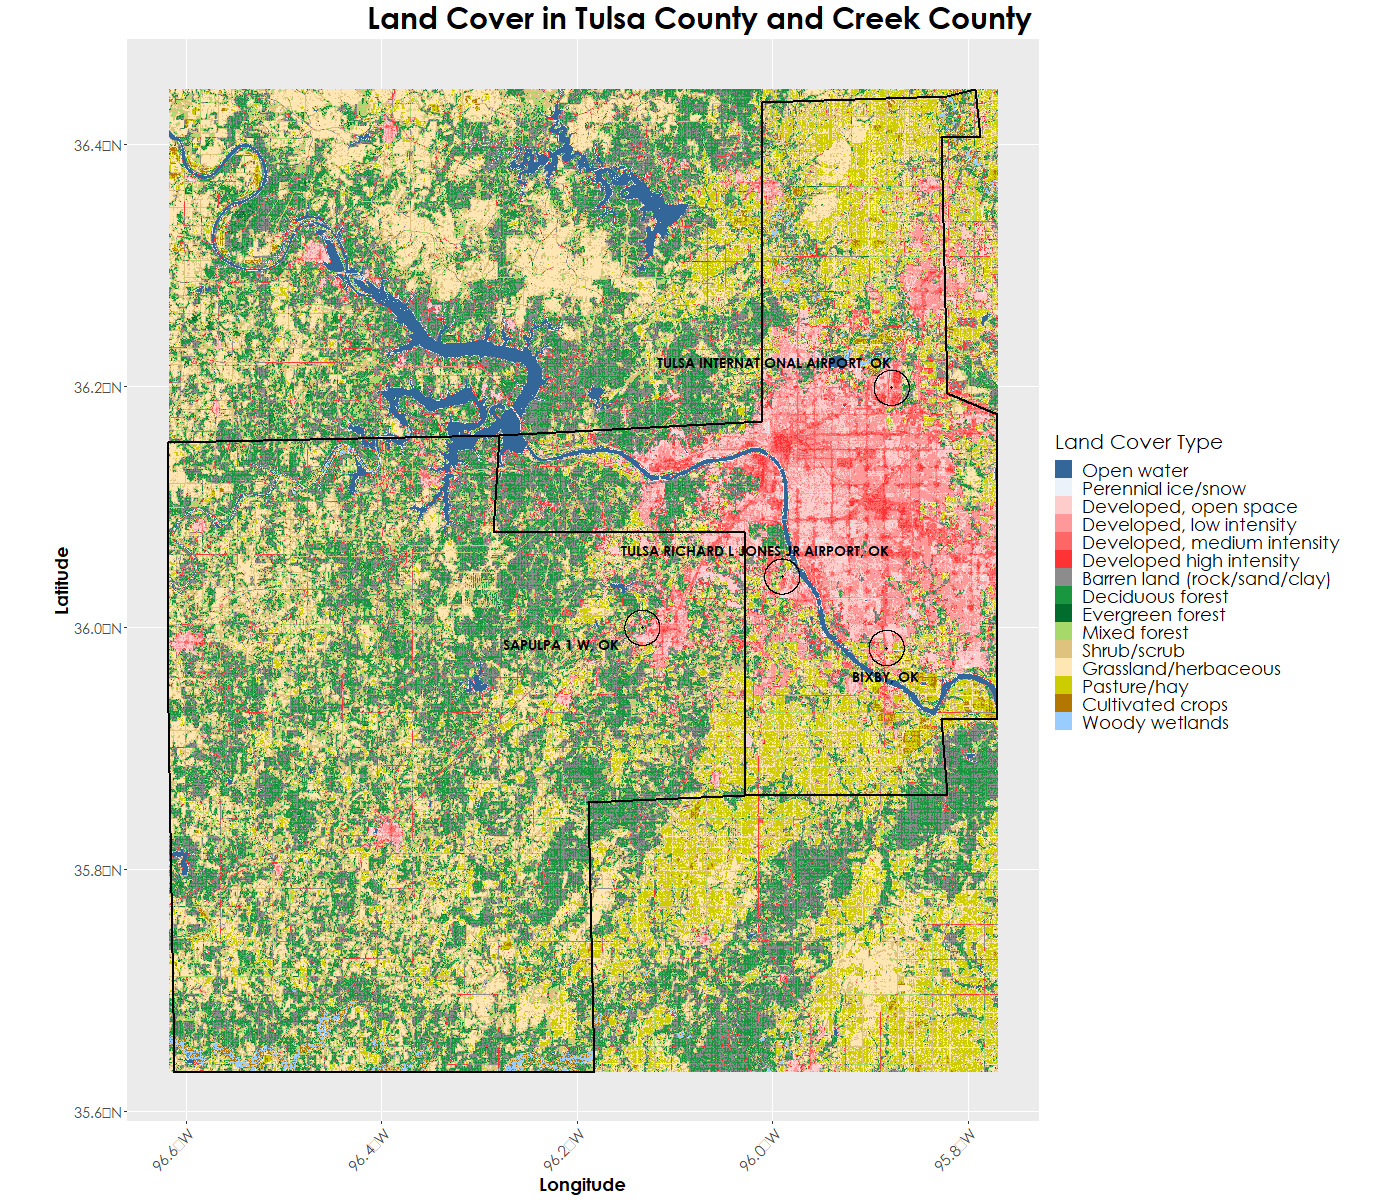 Land Cover in Tulsa County and Creek County
36.4□N
36.2□N
36.0□N
35.8□N
35.6□N
Latitude
TULSA INTERNATIONAL AIRPORT, OK
TULSA RICHARD L JONES JR AIRPORT, OK
SAPULPA 1 W, OK
BIXBY, OK
96.6□W
96.4□W
96.2□W
96.0□W
95.8□W
Longitude
Land Cover Type
Open water
Perennial ice/snow
Developed, open space
Developed, low intensity
Developed, medium intensity
Developed high intensity
Barren land (rock/sand/clay)
Deciduous forest
Evergreen forest
Mixed forest
Shrub/scrub
Grassland/herbaceous
Pasture/hay
Cultivated crops
Woody wetlands